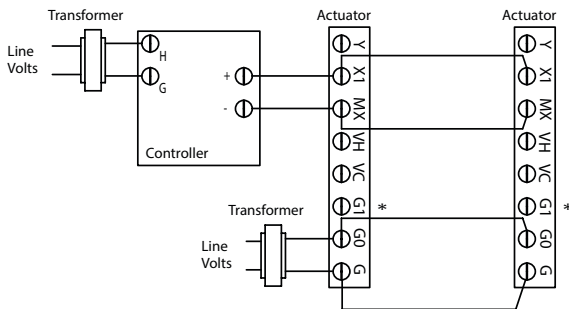 Transformer
Actuator
Actuator
Line
Volts
H
G
+
-
Controller
Y
X1
MX
VH
VC
G1 *
G0
G
Y
X1
MX
VH
VC
G1 *
G0
G
Transformer
Line
Volts